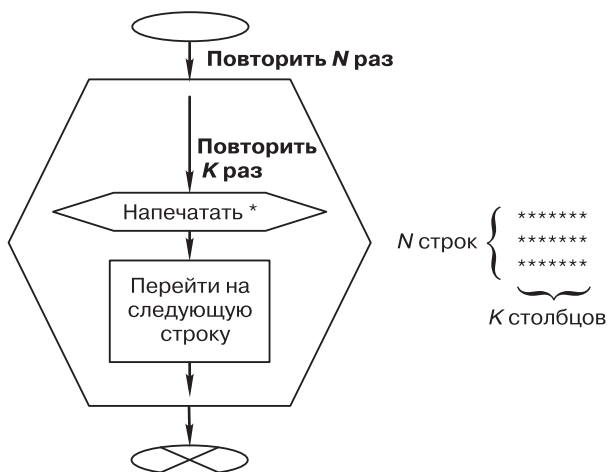 Повторить N раз
Повторить
K раз
Напечатать *
Перейти на
следующую
строку
N строк
*******
*******
*******
K столбцов